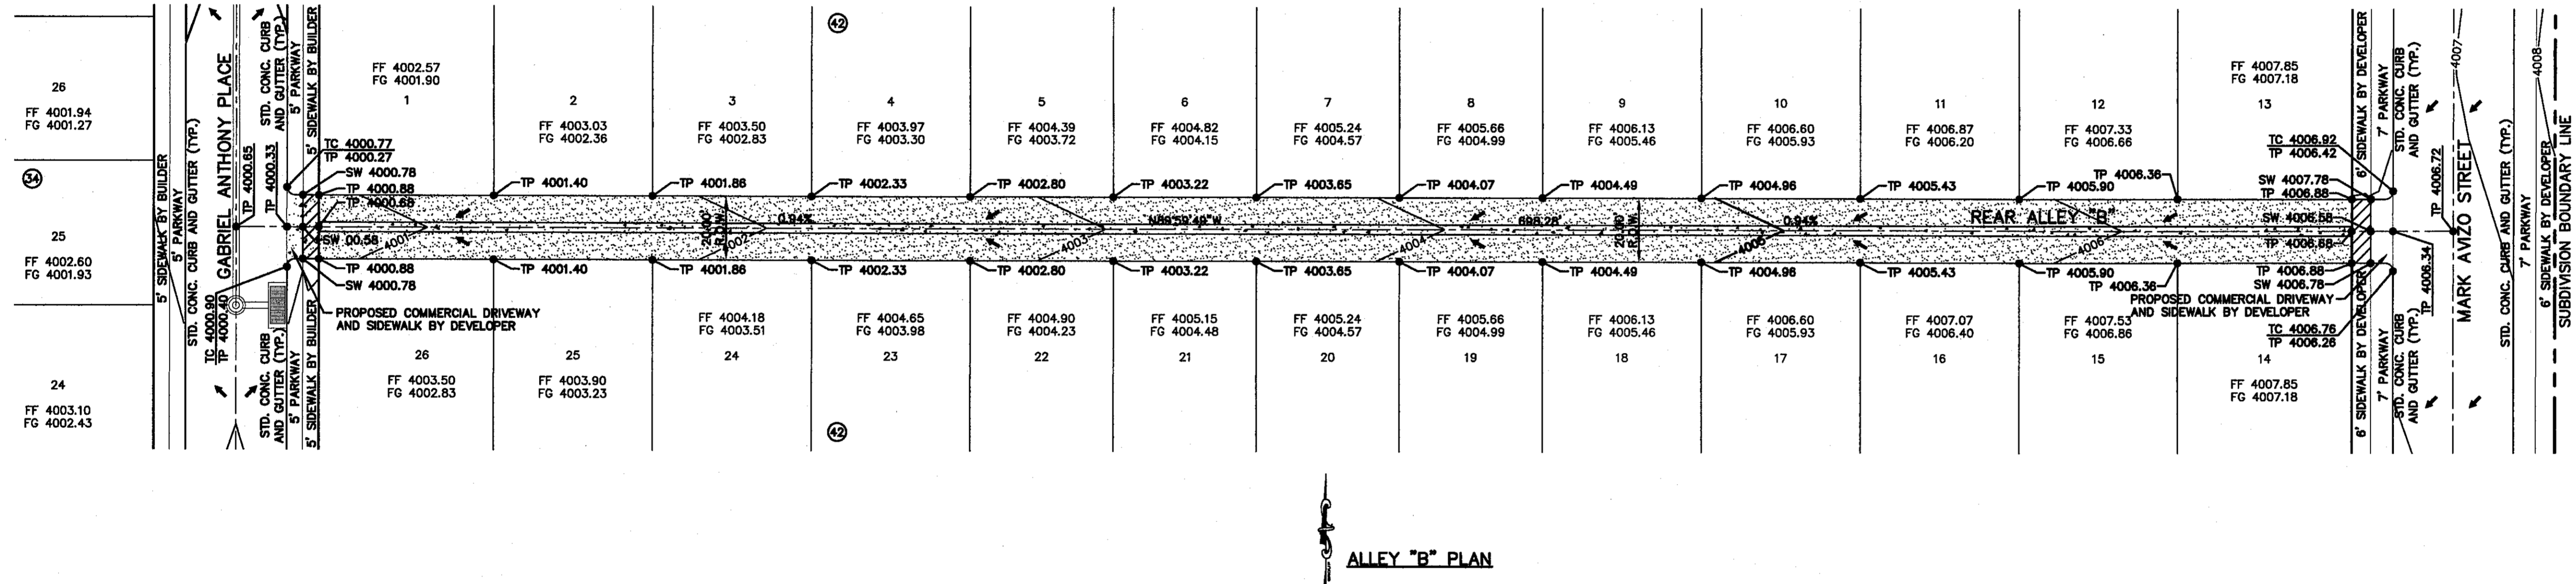 26
FF 4001.94
FG 4001.27
34
25
FF 4002.60
FG 4001.93
24
FF 4003.10
FG 4002.43
5' SIDEWALK BY BUILDER
5' PARKWAY
STD. CONC. CURB AND GUTTER (TYP.)
GABRIEL ANTHONY PLACE
TP 4000.65
TP 4000.33
STD. CONC. CURB
AND GUTTER (TYP.)
5' PARKWAY
5' SIDEWALK BY BUILDER
TC 4000.90
TP 4000.40
STD. CONC. CURB
AND GUTTER (TYP.)
5' PARKWAY
5' SIDEWALK BY BUILDER
TC 4000.77
TP 4000.27
SW 4000.78
TP 4000.88
TP 4000.68
SW 00.58
TP 4000.88
SW 4000.78
PROPOSED COMMERCIAL DRIVEWAY
AND SIDEWALK BY DEVELOPER
42
FF 4002.57
FG 4001.90
1
2
FF 4003.03
FG 4002.36
3
FF 4003.50
FG 4002.83
4
FF 4003.97
FG 4003.30
5
FF 4004.39
FG 4003.72
6
FF 4004.82
FG 4004.15
7
FF 4005.24
FG 4004.57
8
FF 4005.66
FG 4004.99
9
FF 4006.13
FG 4005.46
10
FF 4006.60
FG 4005.93
11
FF 4006.87
FG 4006.20
12
FF 4007.33
FG 4006.66
FF 4007.85
FG 4007.18
13
TP 4001.40
TP 4001.86
TP 4002.33
TP 4002.80
TP 4003.22
TP 4003.65
TP 4004.07
TP 4004.49
TP 4004.96
TP 4005.43
TP 4005.90
TP 4006.36
4001
20.00'
R.O.W.
4002
0.94%
4003
N89°59'49"W
4004
698.28'
20.00'
R.O.W.
4005
0.94%
REAR ALLEY "B"
4006
TP 4001.40
TP 4001.86
TP 4002.33
TP 4002.80
TP 4003.22
TP 4003.65
TP 4004.07
TP 4004.49
TP 4004.96
TP 4005.43
TP 4005.90
TP 4006.36
26
FF 4003.50
FG 4002.83
25
FF 4003.90
FG 4003.23
FF 4004.18
FG 4003.51
24
FF 4004.65
FG 4003.98
23
FF 4004.90
FG 4004.23
22
FF 4005.15
FG 4004.48
21
FF 4005.24
FG 4004.57
20
FF 4005.66
FG 4004.99
19
FF 4006.13
FG 4005.46
18
FF 4006.60
FG 4005.93
17
FF 4007.07
FG 4006.40
16
FF 4007.53
FG 4006.86
15
14
FF 4007.85
FG 4007.18
42
TC 4006.92
TP 4006.42
SW 4007.78
TP 4006.88
SW 4006.58
TP 4006.68
TP 4006.88
SW 4006.78
PROPOSED COMMERCIAL DRIVEWAY
AND SIDEWALK BY DEVELOPER
TC 4006.76
TP 4006.26
6' SIDEWALK BY DEVELOPER
7' PARKWAY
STD. CONC. CURB
AND GUTTER (TYP.)
6' SIDEWALK BY DEVELOPER
7' PARKWAY
STD. CONC. CURB
AND GUTTER (TYP.)
TP 4006.34
TP 4006.72
MARK AVIZO STREET
4007
4008
STD. CONC. CURB AND GUTTER (TYP.)
7' PARKWAY
6' SIDEWALK BY DEVELOPER
SUBDIVISION BOUNDARY LINE
ALLEY "B" PLAN